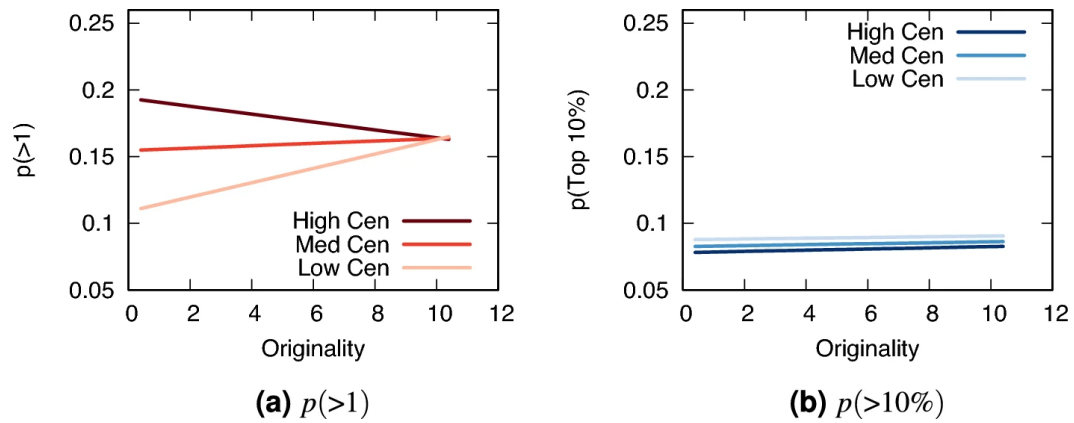 0.25
0.2
0.15
0.1
0.05
p(>1)
High Cen
Med Cen
Low Cen
0 2 4 6 8 10 12
Originality
(a) p(>1)
0.25
0.2
0.15
0.1
0.05
p(Top 10%)
High Cen
Med Cen
Low Cen
0 2 4 6 8 10 12
Originality
(b) p(>10%)